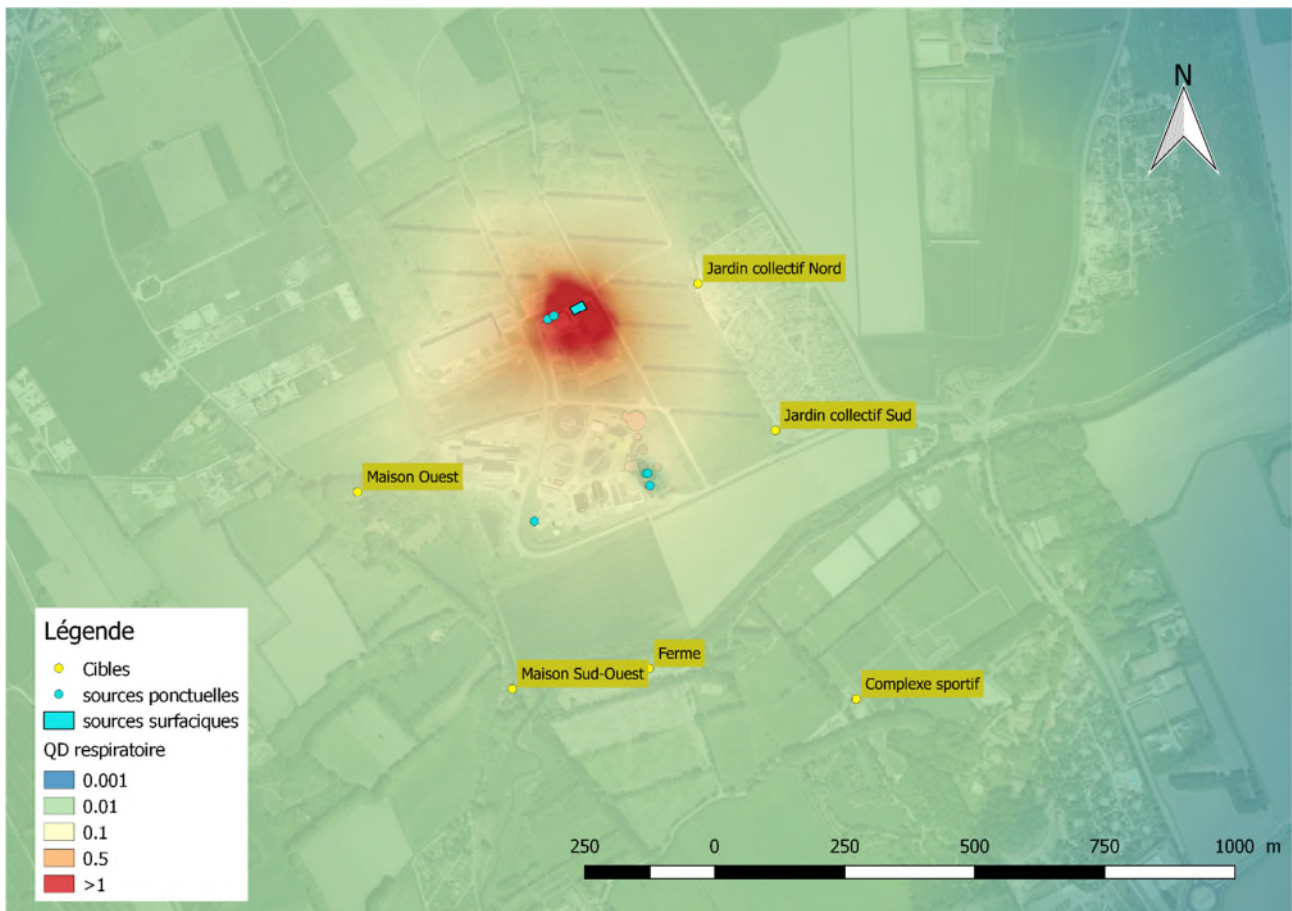 N
Jardin collectif Nord
Jardin collectif Sud
Maison Ouest
Ferme
Maison Sud-Ouest
Complexe sportif
Légende
Cibles
sources ponctuelles
sources surfaciques
QD respiratoire
0.001
0.01
0.1
0.5
>1
250 0 250 500 750 1000 m